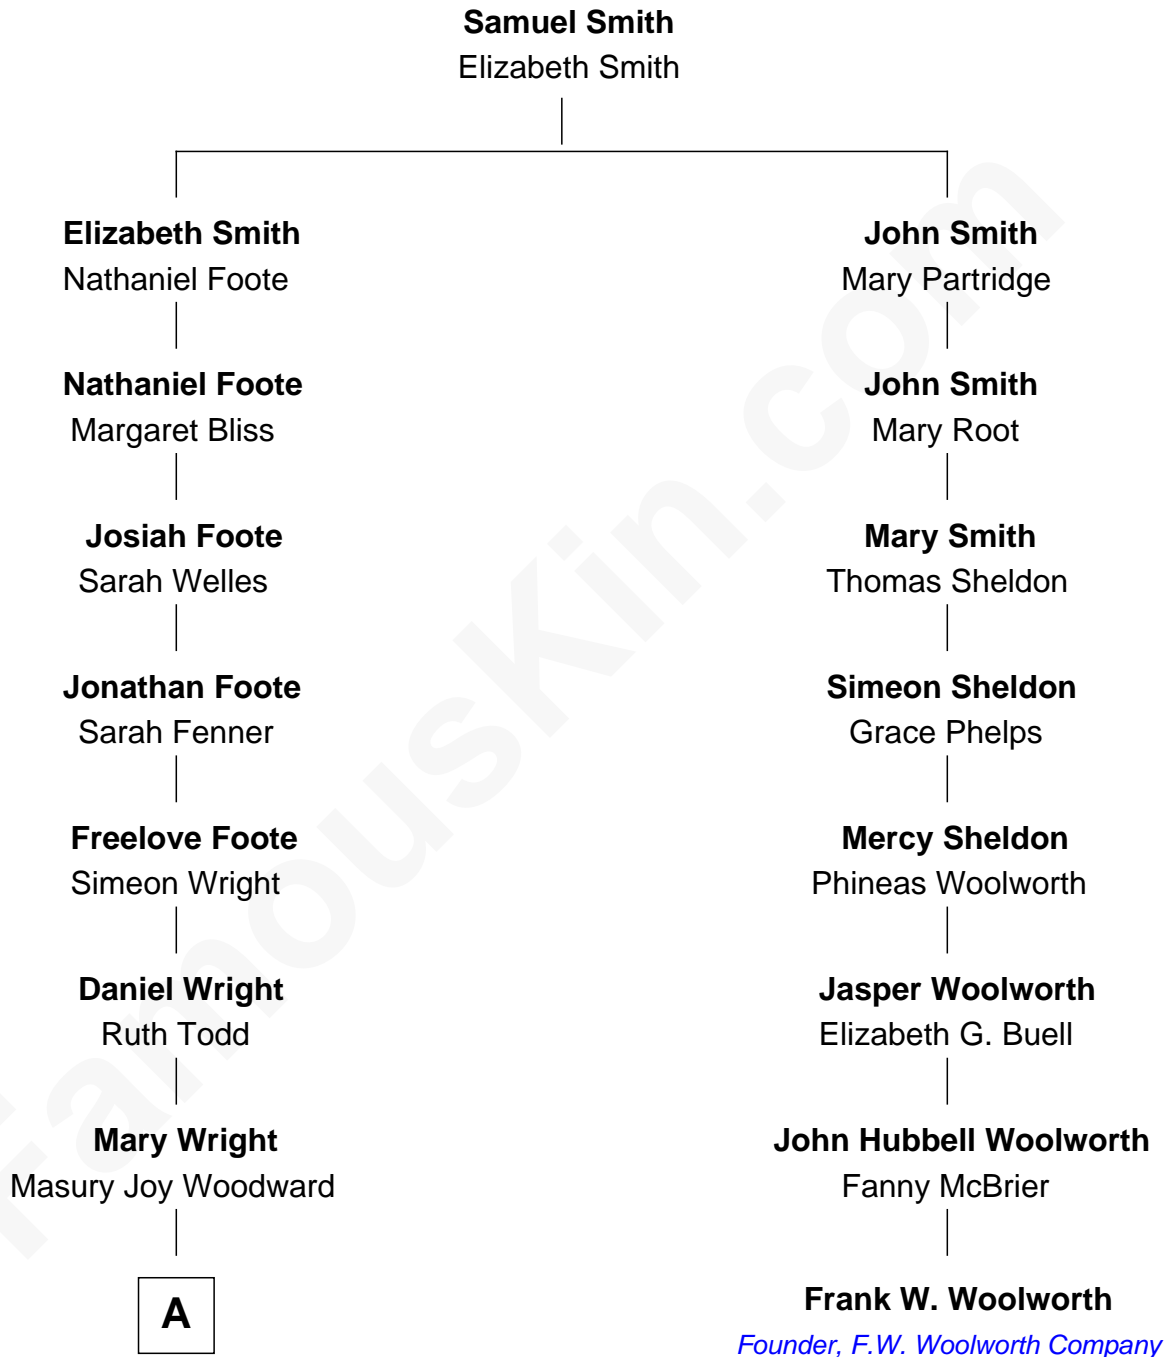 Samuel Smith
Elizabeth Smith
Elizabeth Smith
Nathaniel Foote
Nathaniel Foote
Margaret Bliss
Josiah Foote
Sarah Welles
Jonathan Foote
Sarah Fenner
Freelove Foote
Simeon Wright
Daniel Wright
Ruth Todd
Mary Wright
Masury Joy Woodward
A
John Smith
Mary Partridge
John Smith
Mary Root
Mary Smith
Thomas Sheldon
Simeon Sheldon
Grace Phelps
Mercy Sheldon
Phineas Woolworth
Jasper Woolworth
Elizabeth G. Buell
John Hubbell Woolworth
Fanny McBrier
Frank W. Woolworth
Founder, F.W. Woolworth Company
FamousKin.com